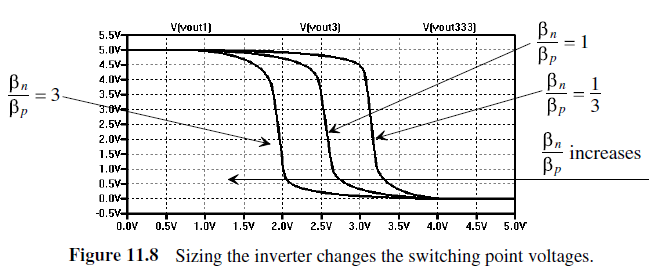 V(vout1) V(vout3) V(vout333)
5.5V
5.0V
4.5V
4.0V
3.5V
3.0V
2.5V
2.0V
1.5V
1.0V
0.5V
0.0V
-0.5V
0.0V 0.5V 1.0V 1.5V 2.0V 2.5V 3.0V 3.5V 4.0V 4.5V 5.0V
βn/βp = 3
βn/βp = 1
βn/βp = 1/3
βn/βp increases
Figure 11.8 Sizing the inverter changes the switching point voltages.